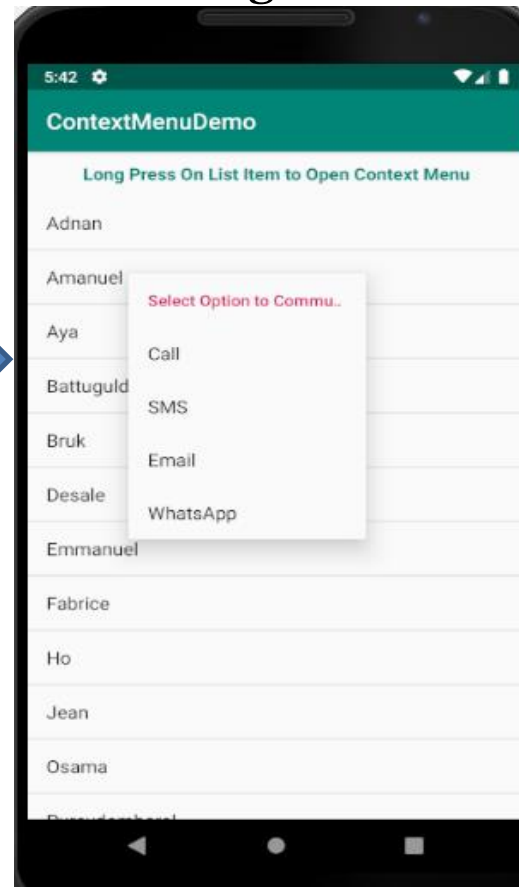 5:42
ContextMenuDemo
Long Press On List Item to Open Context Menu
Adnan
Amanuel
Select Option to Commu..
Aya
Call
Battuguld
SMS
Bruk
Email
Desale
WhatsApp
Emmanuel
Fabrice
Ho
Jean
Osama